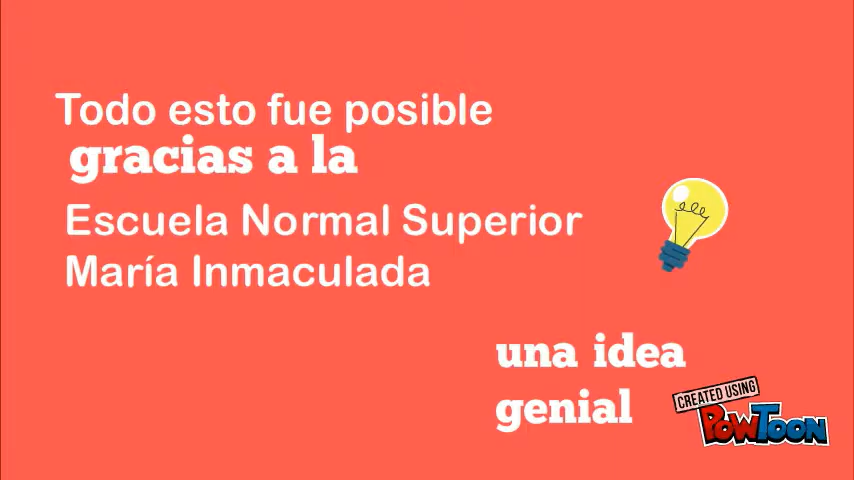 Todo esto fue posible
gracias a la
Escuela Normal Superior
María Inmaculada
una idea
genial
CREATED USING
POWTOON